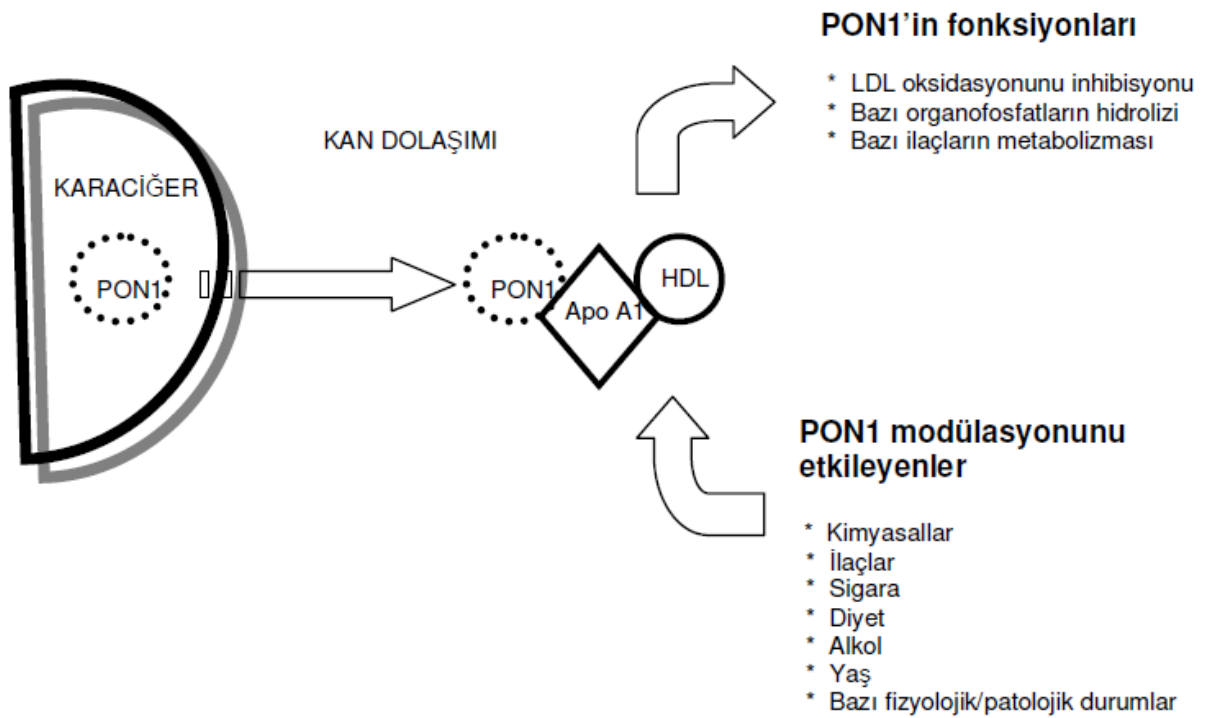 PON1'in fonksiyonları
* LDL oksidasyonunu inhibisyonu
* Bazı organofosfatların hidrolizi
* Bazı ilaçların metabolizması
KAN DOLAŞIMI
KARACİĞER
PON1
PON1
Apo A1
HDL
PON1 modülasyonunu
etkileyenler
* Kimyasallar
* İlaçlar
* Sigara
* Diyet
* Alkol
* Yaş
* Bazı fizyolojik/patolojik durumlar